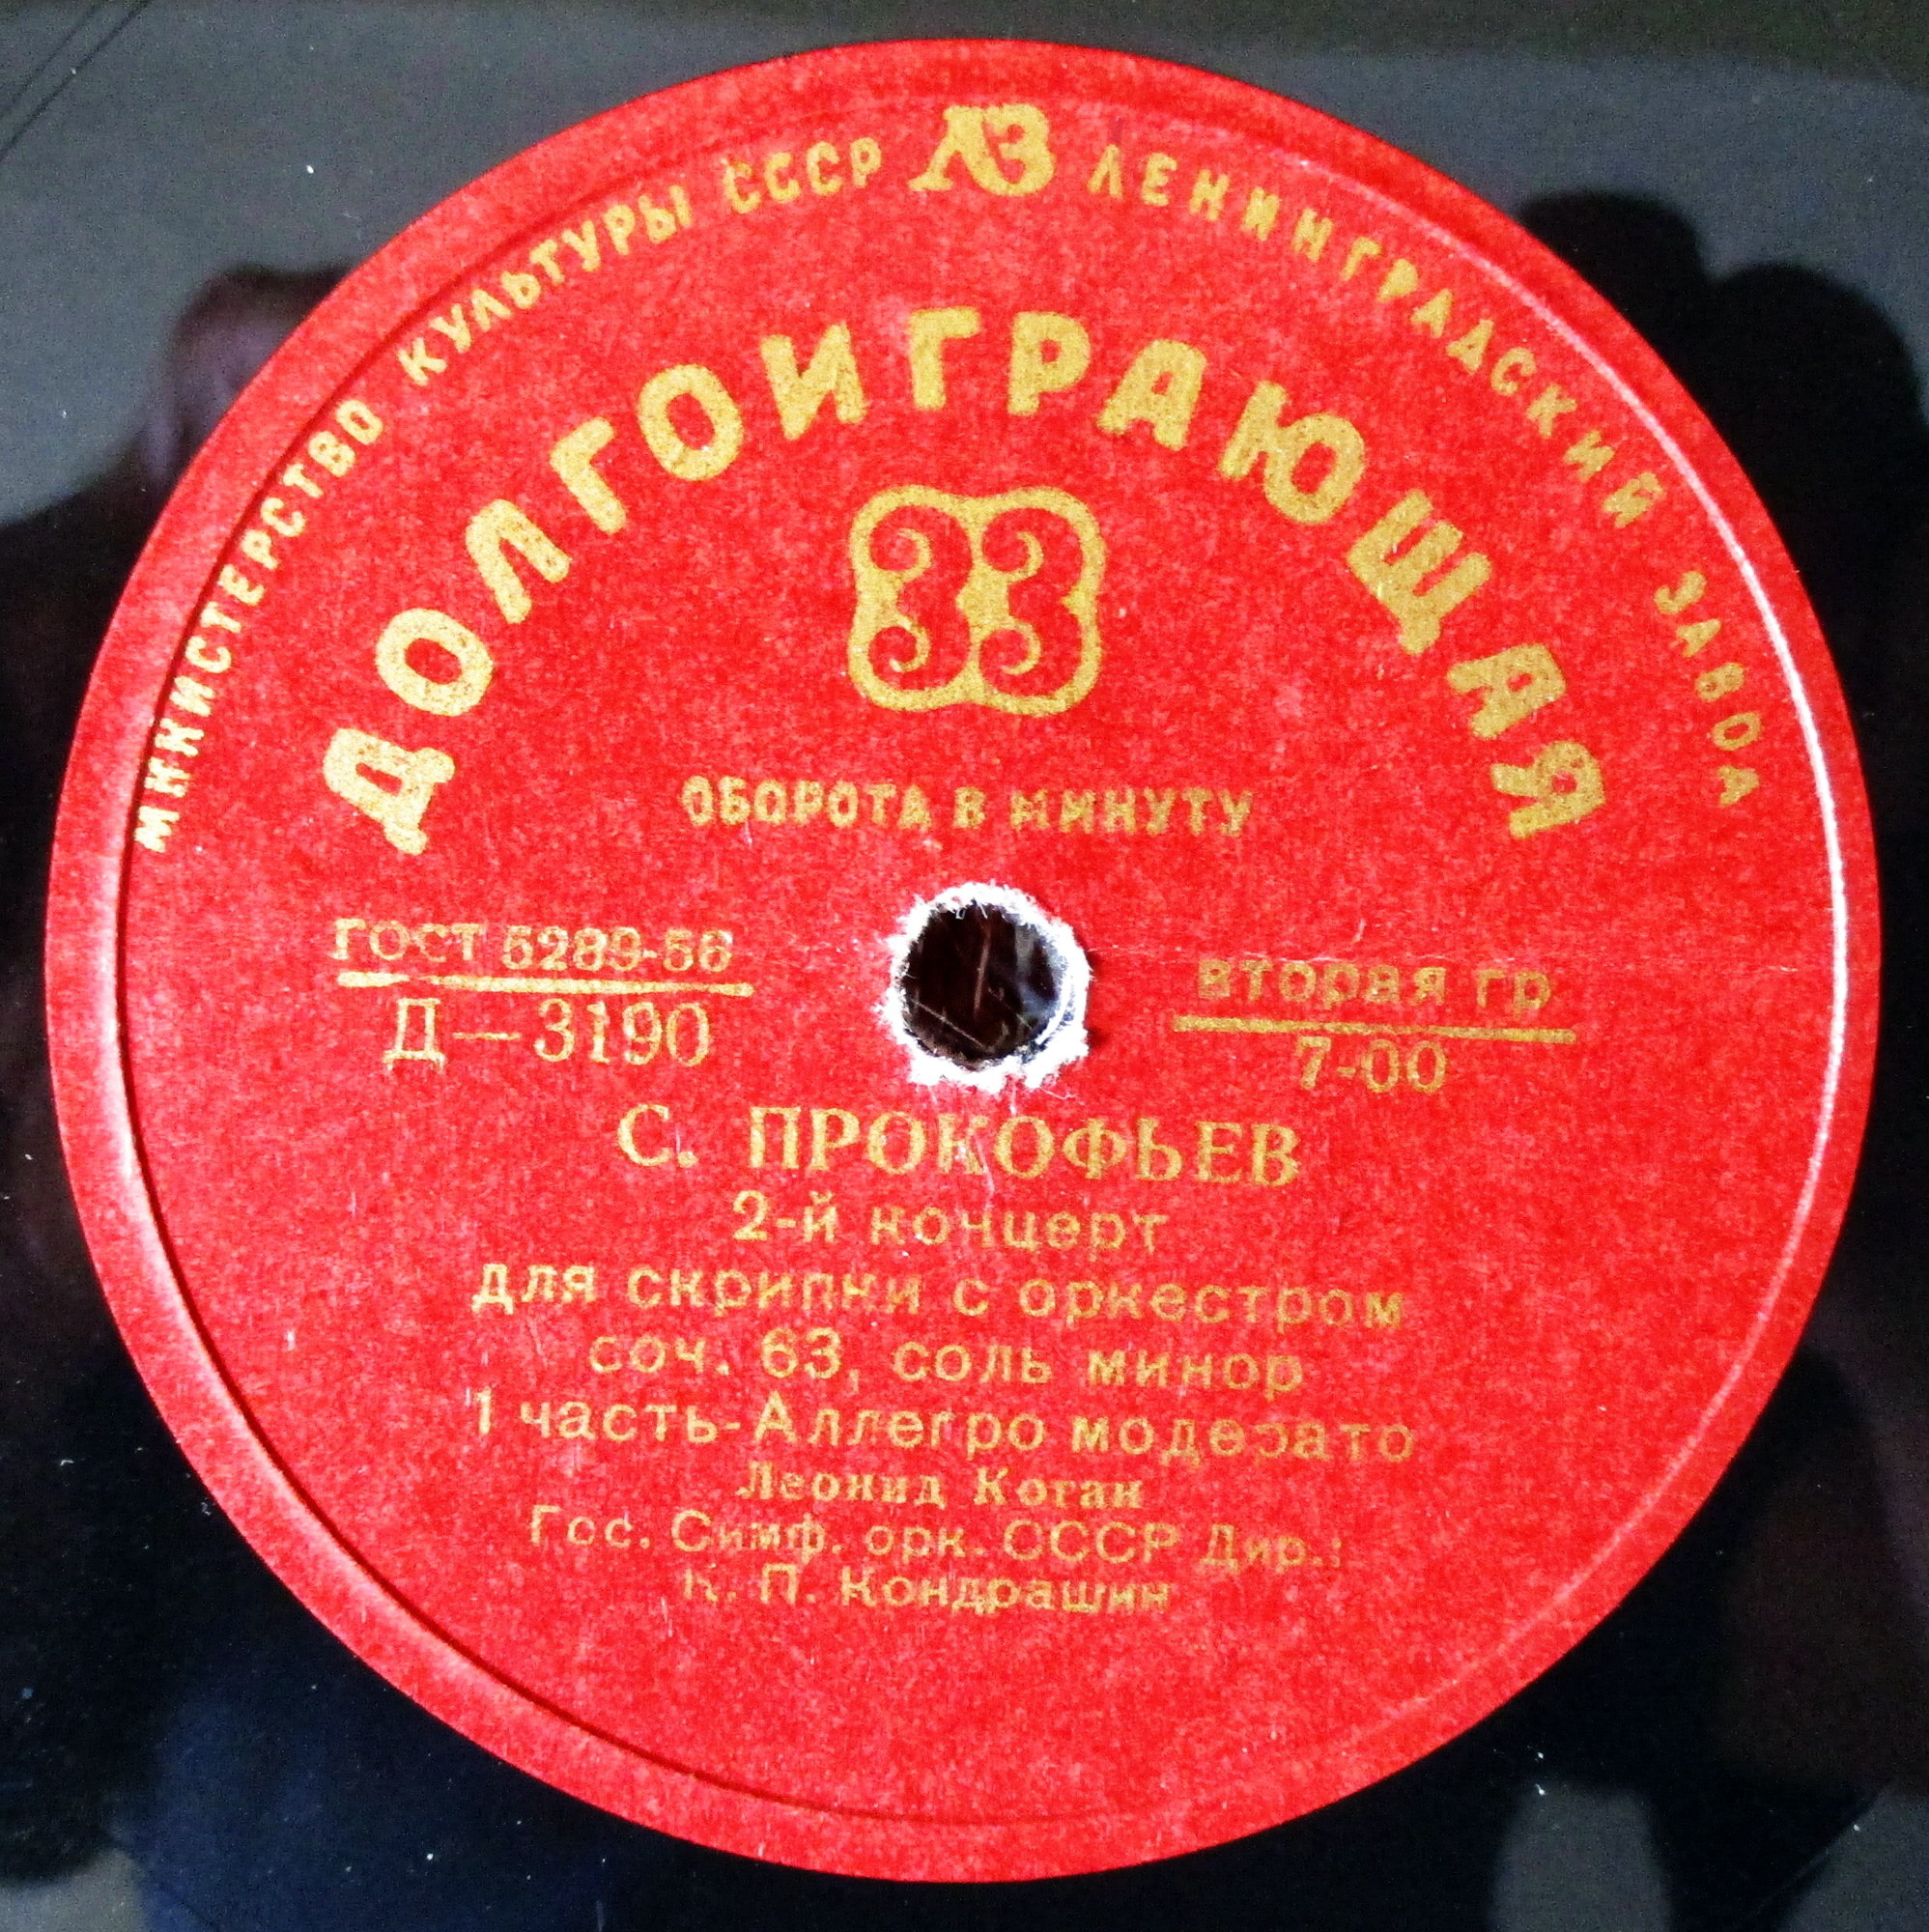 МИНИСТЕРСТВО КУЛЬТУРЫ СССР ЛЗ ЛЕНИНГРАДСКИЙ ЗАВОД
ДОЛГОИГРАЮЩАЯ
33
ОБОРОТА В МИНУТУ
ГОСТ 5289-56
Д—3190
вторая гр
7-00
С. ПРОКОФЬЕВ
2-й концерт
для скрипки с оркестром
соч. 63, соль минор
1 часть-Аллегро модерато
Леонид Коган
Гос. Симф. орк. СССР Дир.:
К. П. Кондрашин